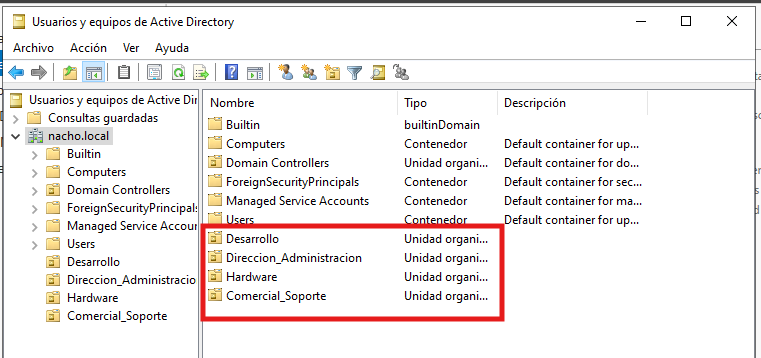 Usuarios y equipos de Active Directory
Archivo Acción Ver Ayuda
Usuarios y equipos de Active Directory
Consultas guardadas
nacho.local
Builtin
Computers
Domain Controllers
ForeignSecurityPrincipals
Managed Service Accoun
Users
Desarrollo
Direccion_Administracion
Hardware
Comercial_Soporte
Nombre Tipo Descripción
Builtin builtinDomain
Computers Contenedor Default container for up...
Domain Controllers Unidad organi... Default container for do...
ForeignSecurityPrincipals Contenedor Default container for sec...
Managed Service Accounts Contenedor Default container for ma...
Users Contenedor Default container for up...
Desarrollo Unidad organi...
Direccion_Administracion Unidad organi...
Hardware Unidad organi...
Comercial_Soporte Unidad organi...